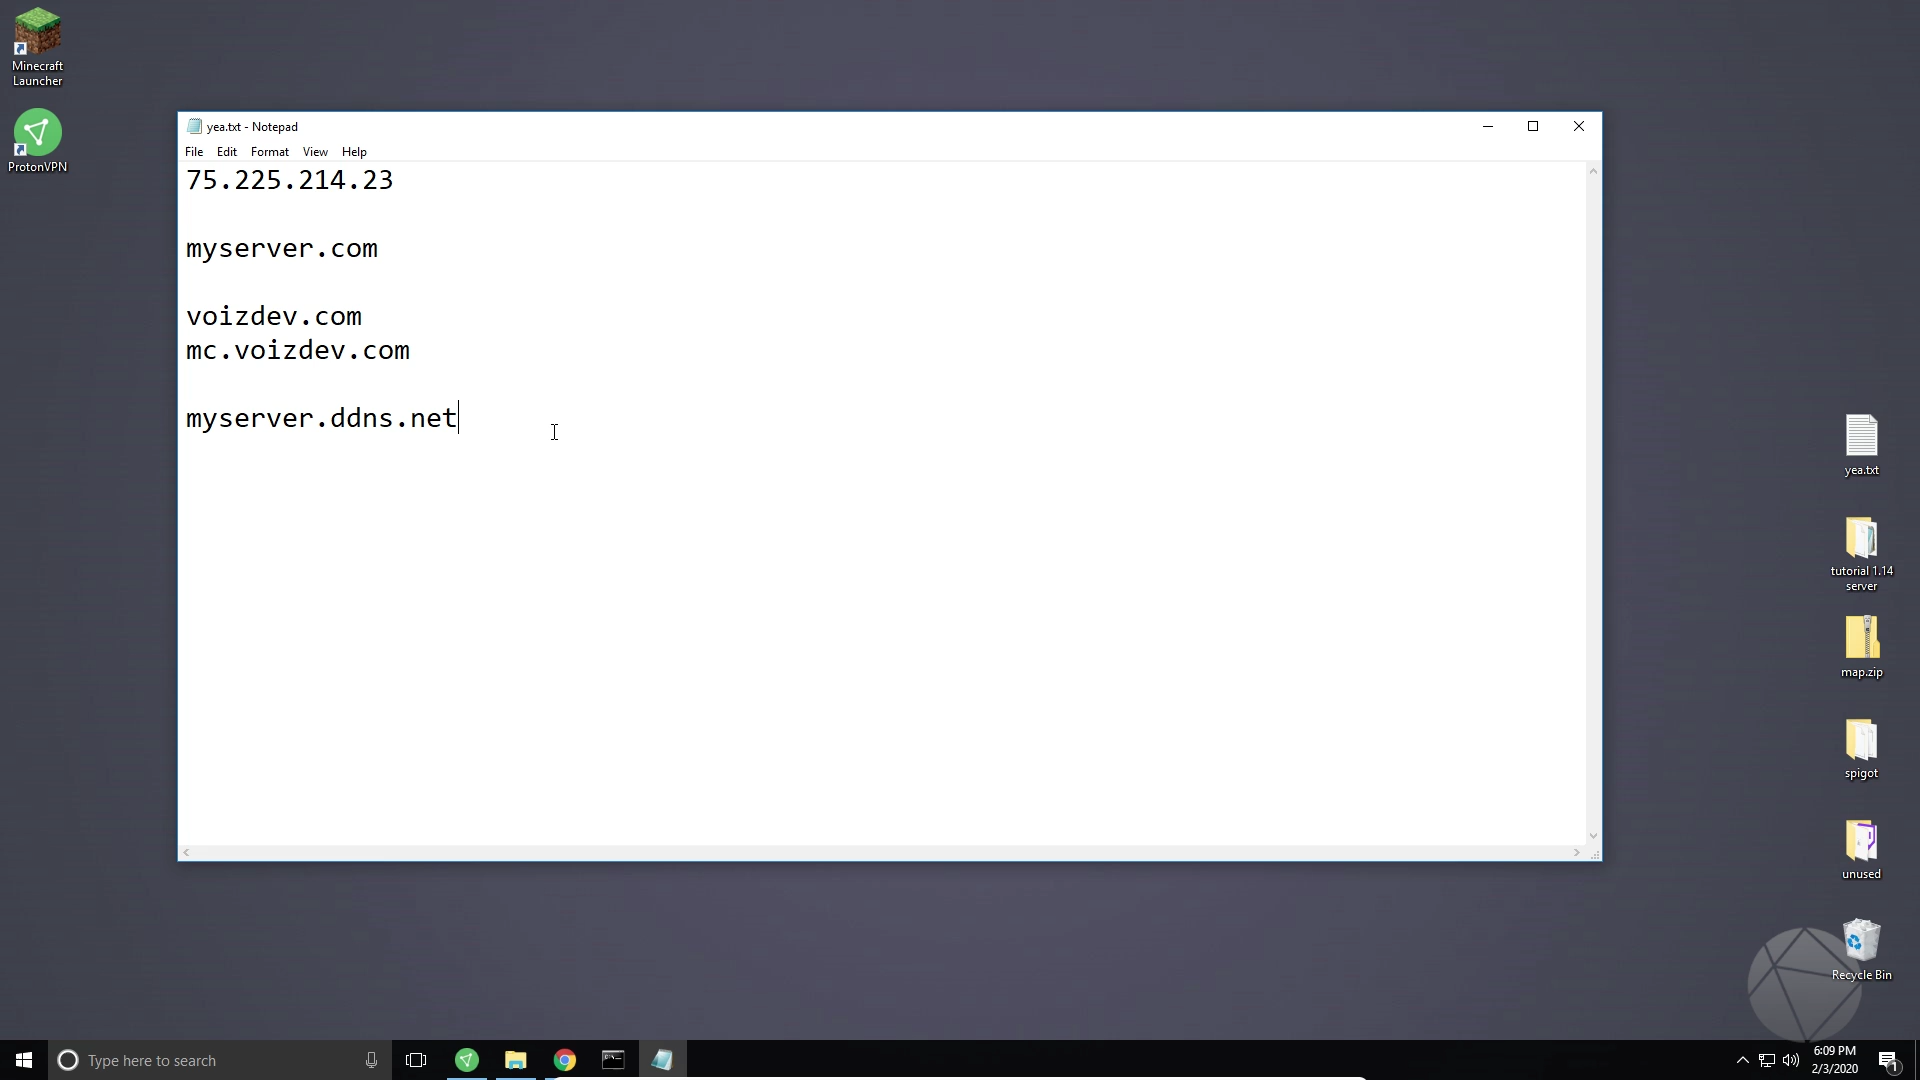 Minecraft
Launcher
ProtonVPN
yea.txt - Notepad
File Edit Format View Help
75.225.214.23
myserver.com
voizdev.com
mc.voizdev.com
myserver.ddns.net
yea.txt
tutorial 1.14
server
map.zip
spigot
unused
Recycle Bin
Type here to search
6:09 PM
2/3/2020
1